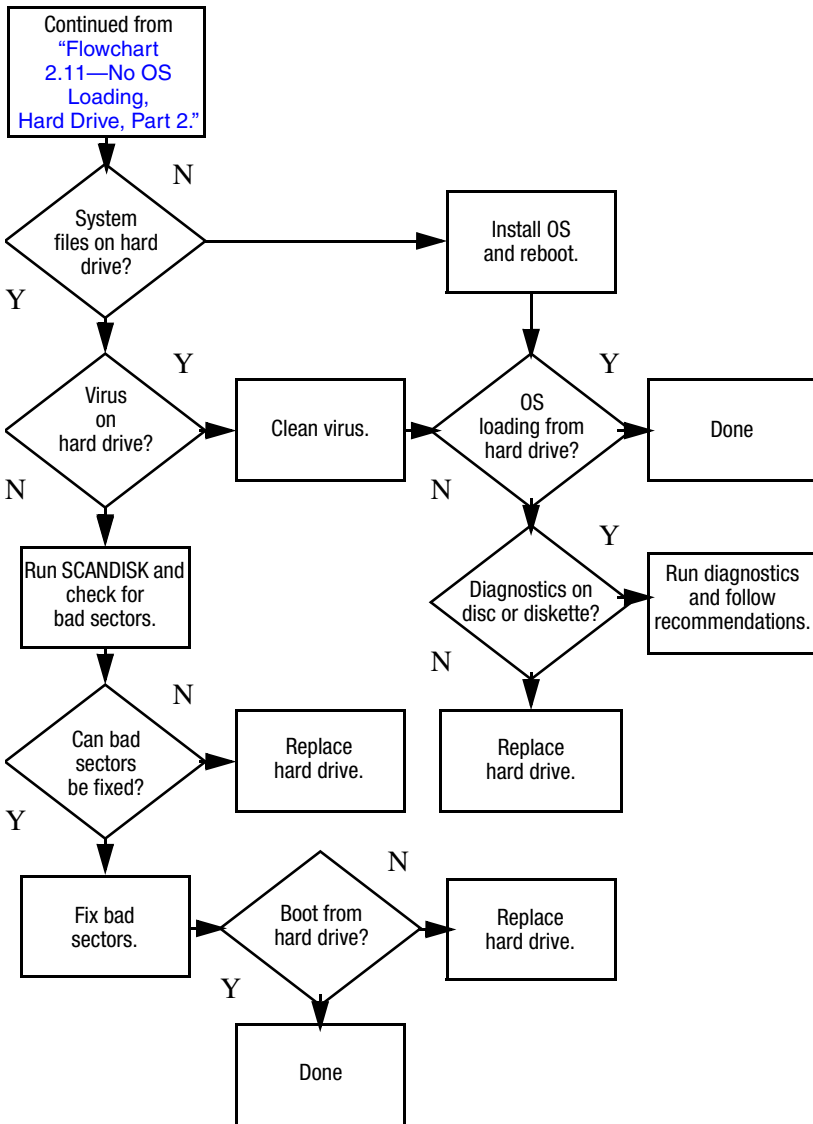 Continued from
“Flowchart
2.11—No OS
Loading,
Hard Drive, Part 2.”
N
System
files on hard
drive?
Install OS
and reboot.
Y
Virus
on
hard drive?
Y
Clean virus.
OS
loading from
hard drive?
Y
Done
N
N
Run SCANDISK and
check for
bad sectors.
Diagnostics on
disc or diskette?
Y
Run diagnostics
and follow
recommendations.
N
N
Can bad
sectors
be fixed?
Replace
hard drive.
Replace
hard drive.
Y
Fix bad
sectors.
Boot from
hard drive?
N
Replace
hard drive.
Y
Done